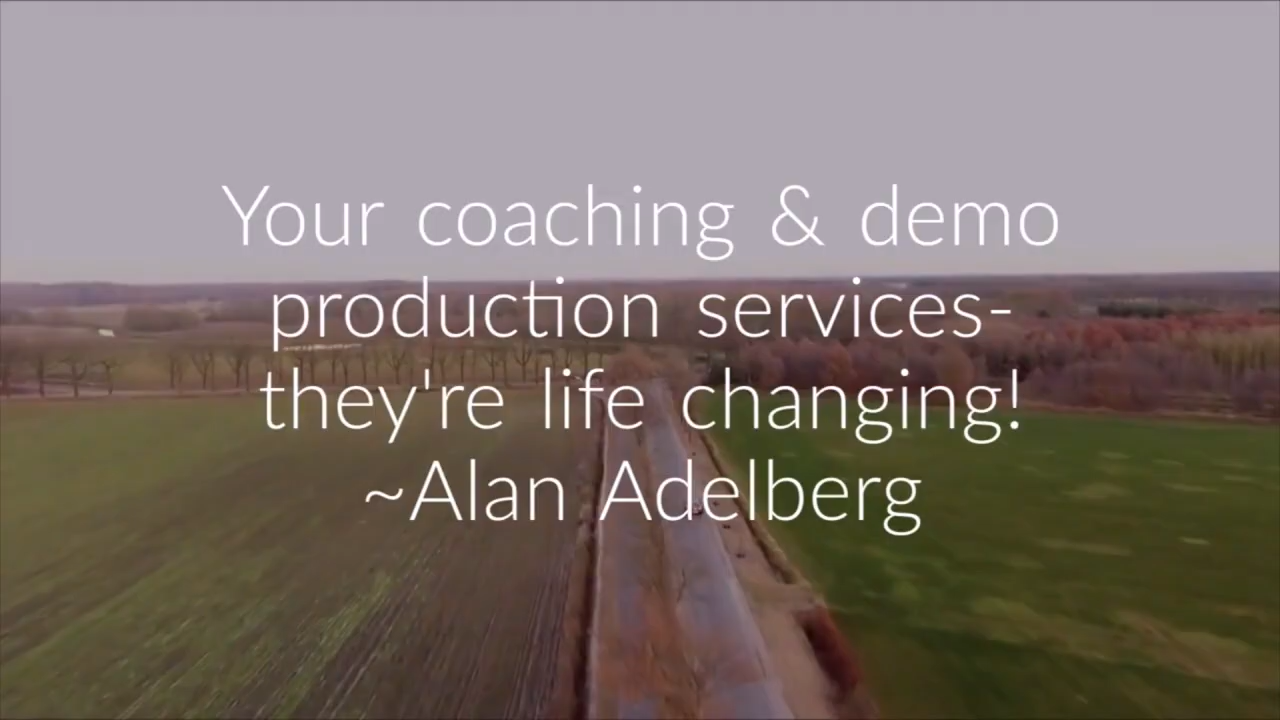 Your coaching & demo
production services-
they're life changing!
~Alan Adelberg